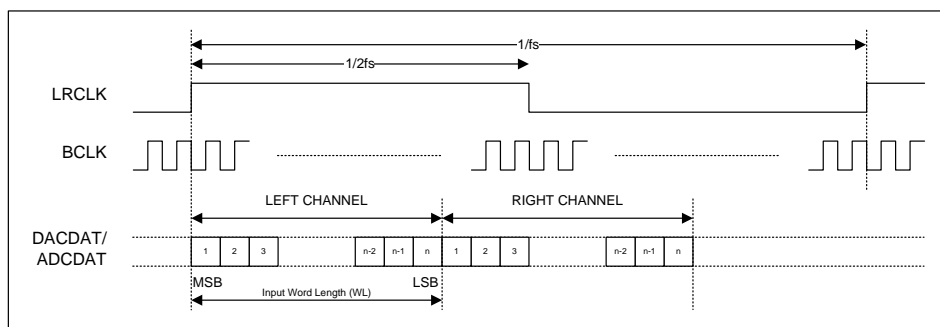 1/fs
1/2fs
LRCLK
BCLK
LEFT CHANNEL RIGHT CHANNEL
DACDAT/
ADCDAT
1 2 3 n-2 n-1 n 1 2 3 n-2 n-1 n
MSB LSB
Input Word Length (WL)